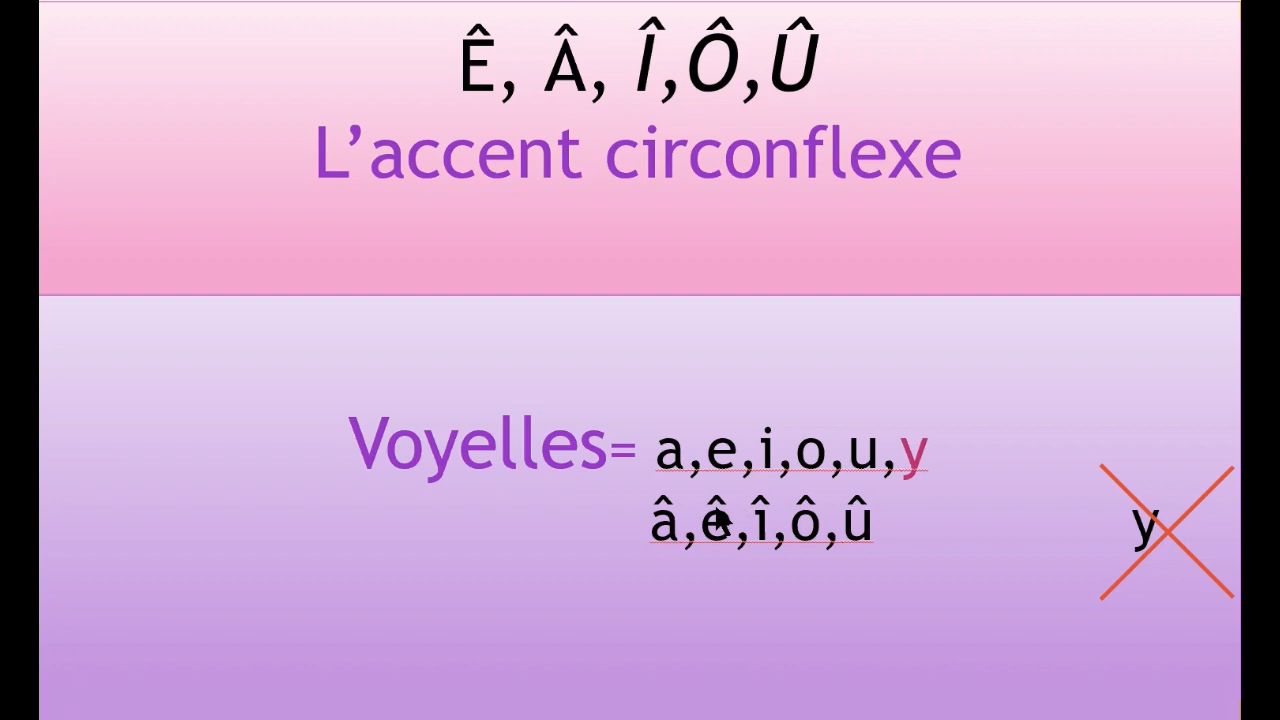 Ê, Â, Î,Ô,Û
L’accent circonflexe
Voyelles= a,e,i,o,u,y
â,ê,î,ô,û
y